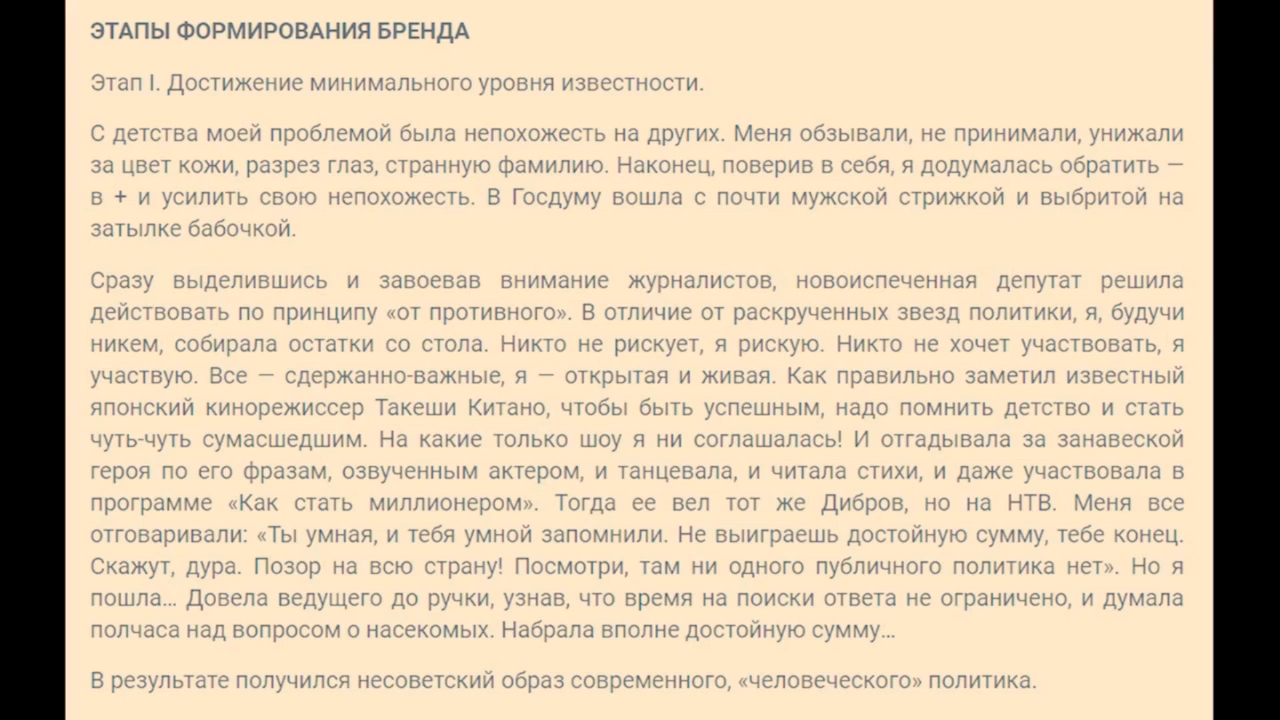 ЭТАПЫ ФОРМИРОВАНИЯ БРЕНДА
Этап I. Достижение минимального уровня известности.
С детства моей проблемой была непохожесть на других. Меня обзывали, не принимали, унижали
за цвет кожи, разрез глаз, странную фамилию. Наконец, поверив в себя, я додумалась обратить —
в + и усилить свою непохожесть. В Госдуму вошла с почти мужской стрижкой и выбритой на
затылке бабочкой.
Сразу выделившись и завоевав внимание журналистов, новоиспеченная депутат решила
действовать по принципу «от противного». В отличие от раскрученных звезд политики, я, будучи
никем, собирала остатки со стола. Никто не рискует, я рискую. Никто не хочет участвовать, я
участвую. Все — сдержанно-важные, я — открытая и живая. Как правильно заметил известный
японский кинорежиссер Такеши Китано, чтобы быть успешным, надо помнить детство и стать
чуть-чуть сумасшедшим. На какие только шоу я ни соглашалась! И отгадывала за занавеской
героя по его фразам, озвученным актером, и танцевала, и читала стихи, и даже участвовала в
программе «Как стать миллионером». Тогда ее вел тот же Дибров, но на НТВ. Меня все
отговаривали: «Ты умная, и тебя умной запомнили. Не выиграешь достойную сумму, тебе конец.
Скажут, дура. Позор на всю страну! Посмотри, там ни одного публичного политика нет». Но я
пошла… Довела ведущего до ручки, узнав, что время на поиски ответа не ограничено, и думала
полчаса над вопросом о насекомых. Набрала вполне достойную сумму…
В результате получился несоветский образ современного, «человеческого» политика.